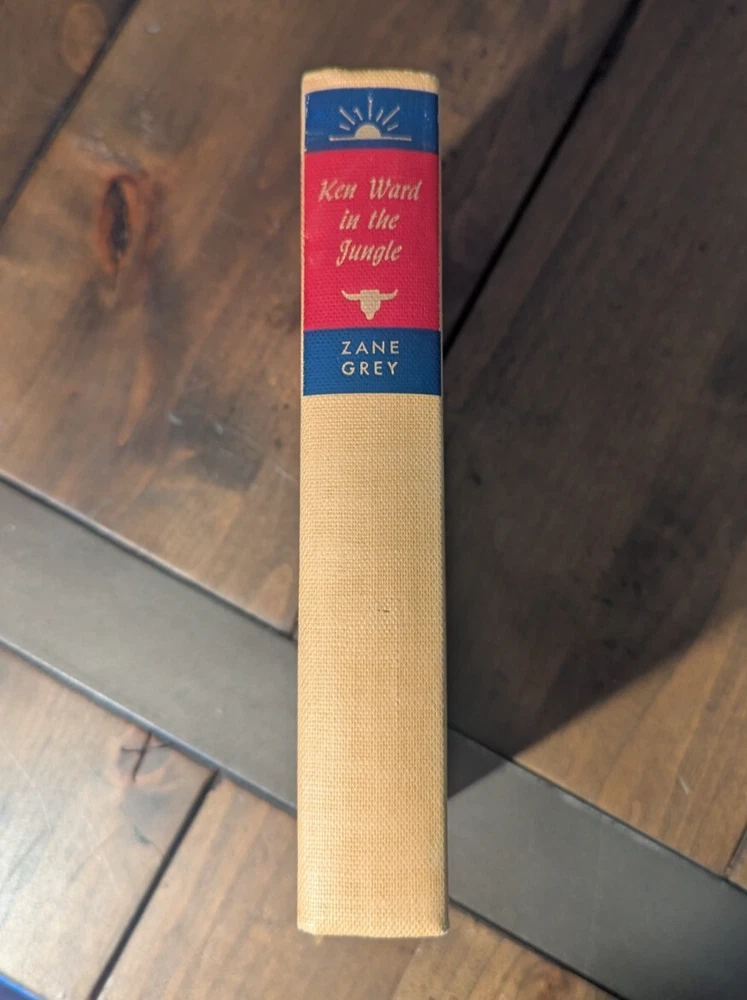 Ken Ward
in the
Jungle
ZANE
GREY